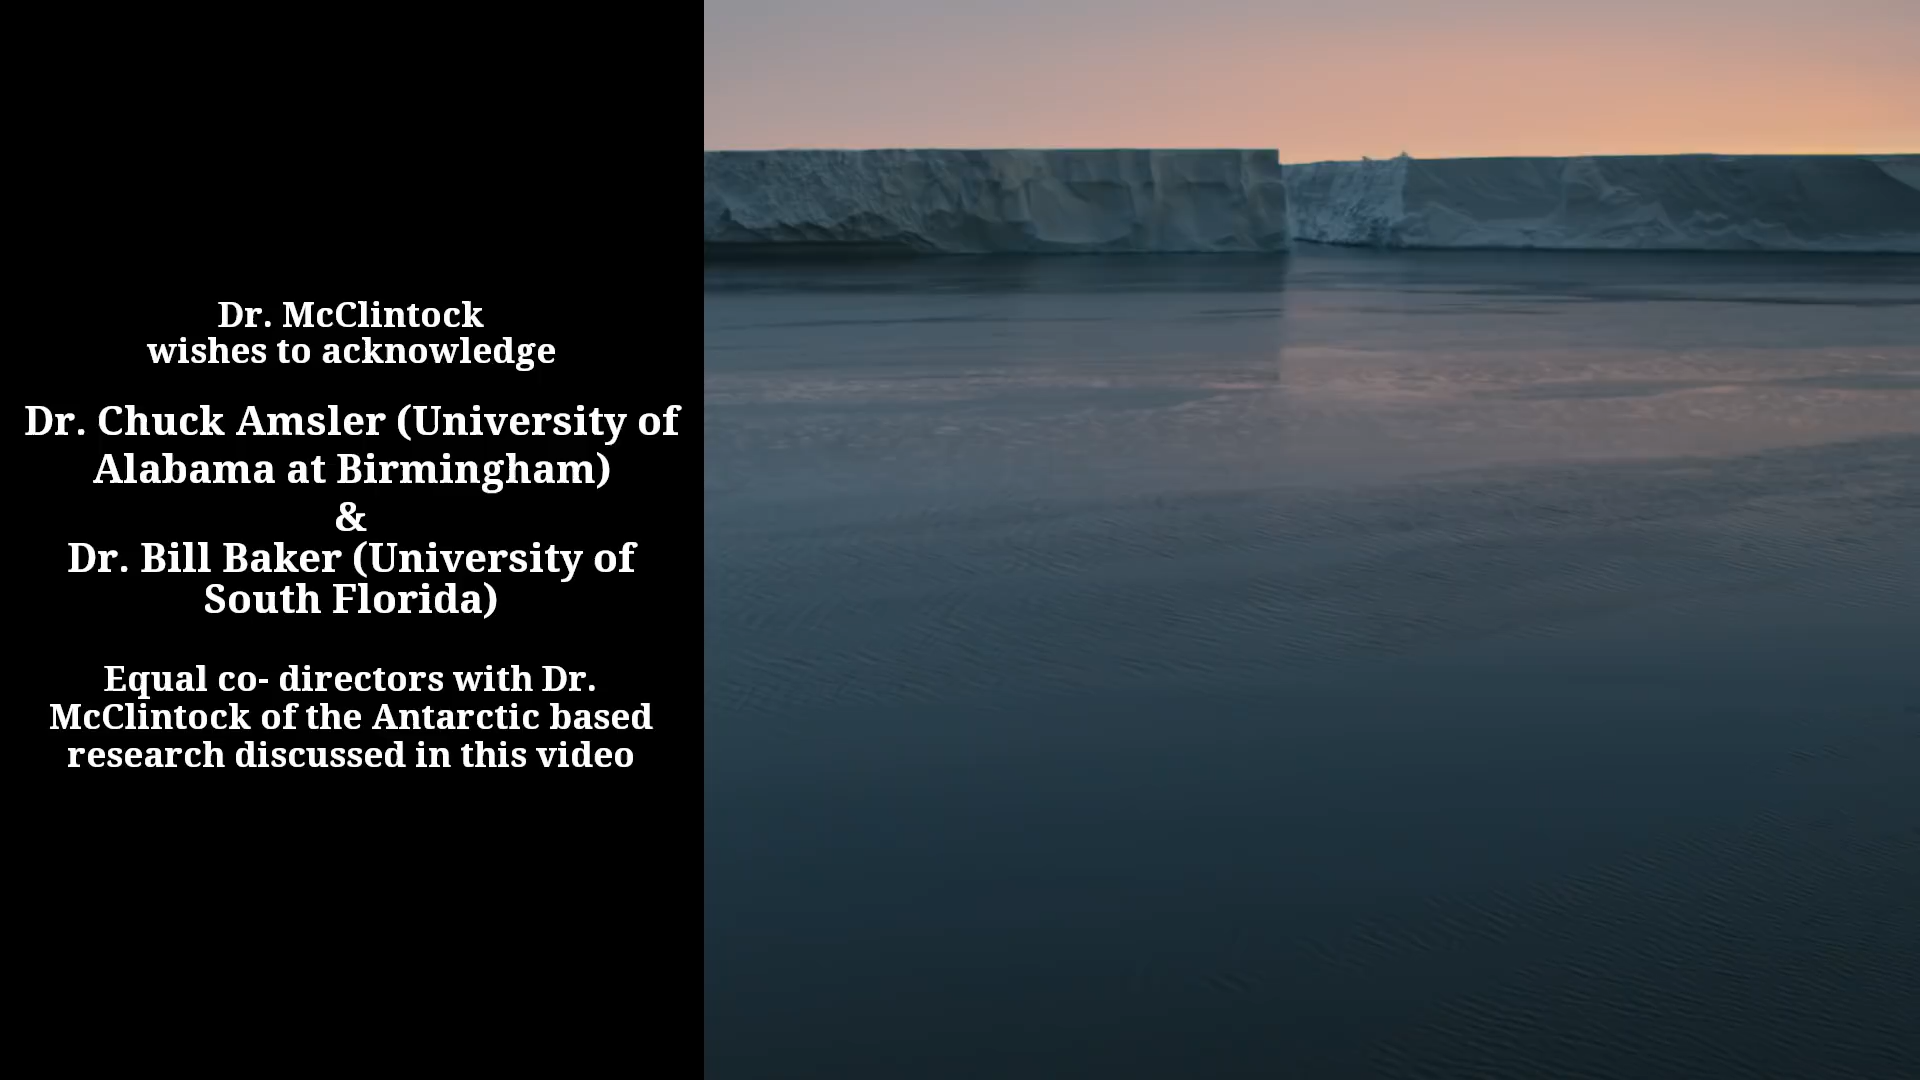 Dr. McClintock
wishes to acknowledge
Dr. Chuck Amsler (University of
Alabama at Birmingham)
&
Dr. Bill Baker (University of
South Florida)
Equal co- directors with Dr.
McClintock of the Antarctic based
research discussed in this video